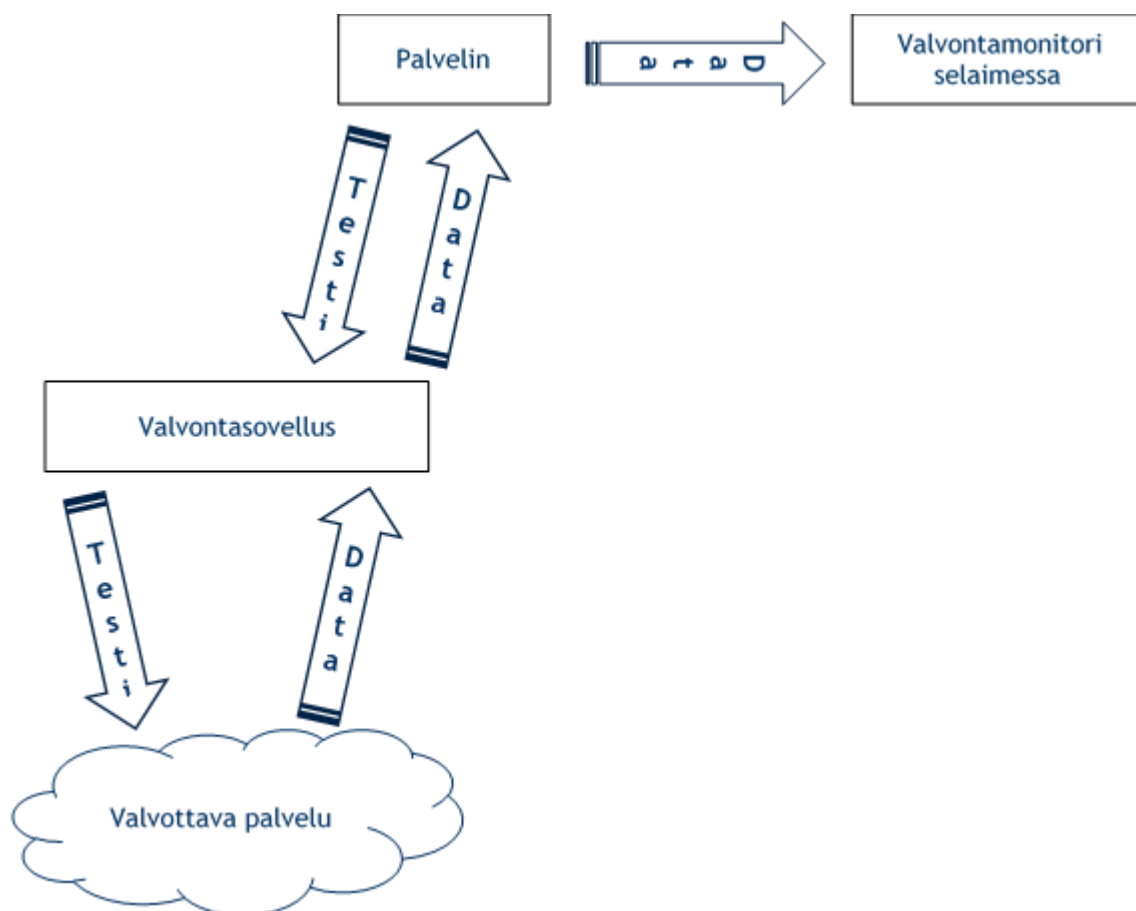 Palvelin
Data
Valvontamonitori
selaimessa
Testi
Data
Valvontasovellus
Testi
Data
Valvottava palvelu